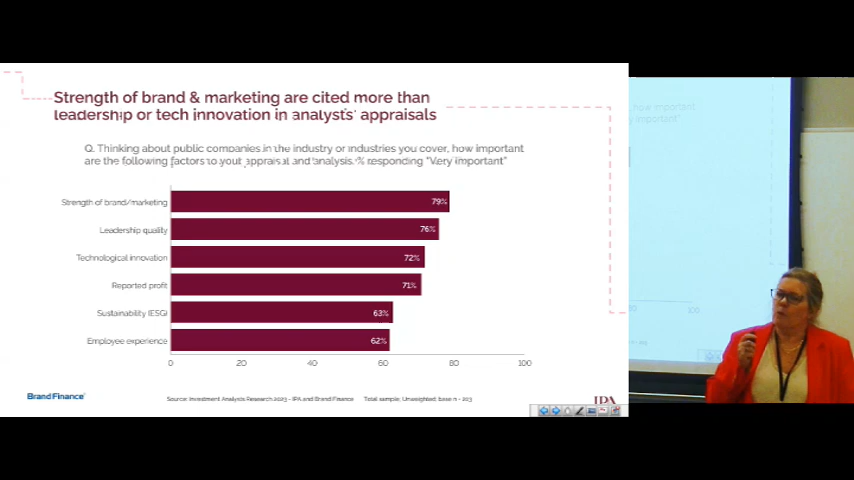 Strength of brand & marketing are cited more than
leadership or tech innovation in analysts' appraisals
Q. Thinking about public companies in the industry or industries you cover, how important
are the following factors to your appraisal and analysis. % responding "Very important"
Strength of brand/marketing 79%
Leadership quality 76%
Technological innovation 72%
Reported profit 71%
Sustainability (ESG) 63%
Employee experience 62%
0 20 40 60 80 100
Brand Finance
Source: Investment Analysis Research 2023 - IPA and Brand Finance Total sample; Unweighted; base n = 203
IPA
how important
100